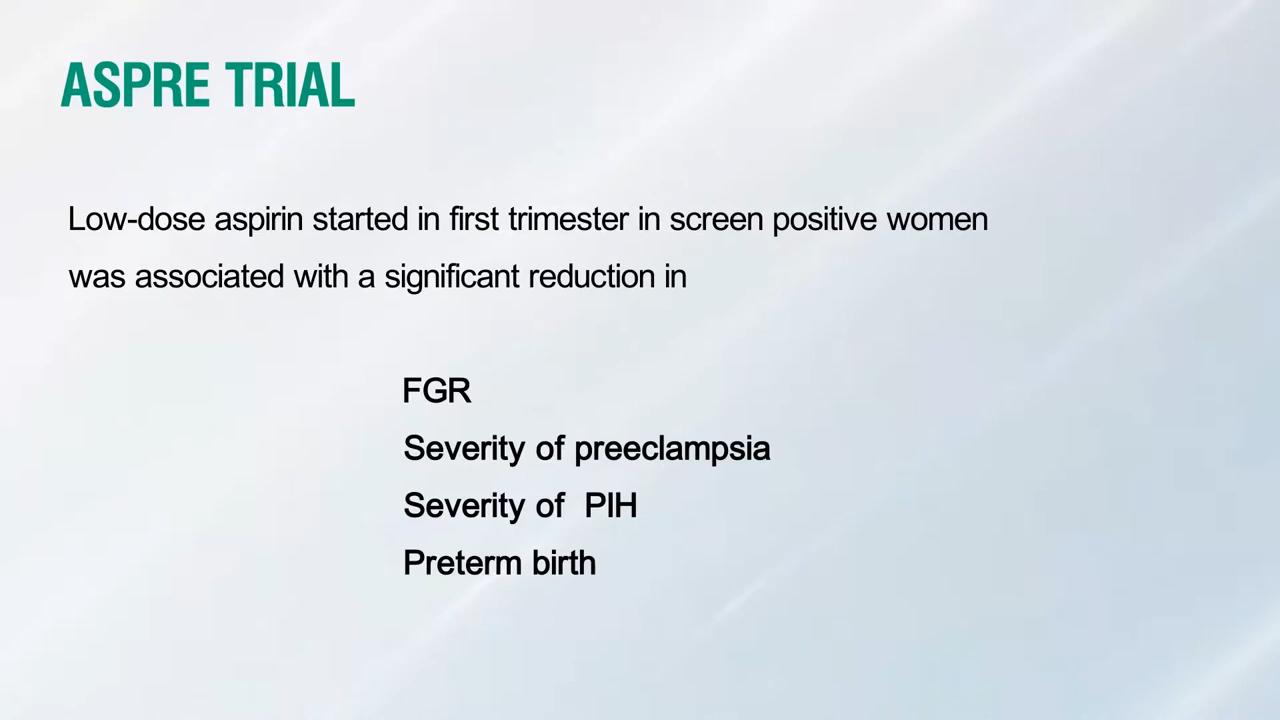 ASPRE TRIAL
Low-dose aspirin started in first trimester in screen positive women
was associated with a significant reduction in
FGR
Severity of preeclampsia
Severity of PIH
Preterm birth